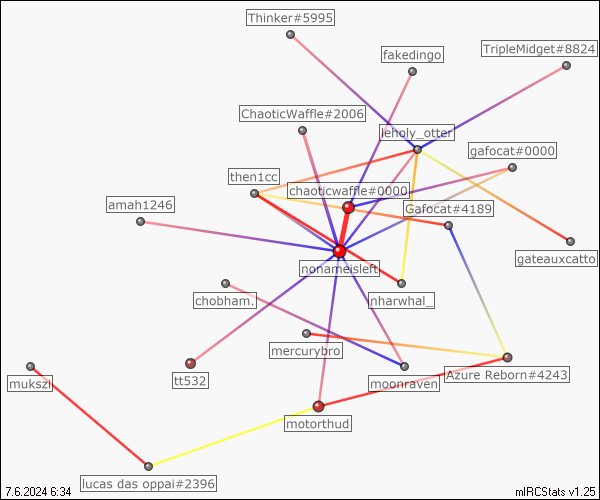 Thinker#5995
fakedingo
TripleMidget#8824
ChaoticWaffle#2006
leholy_otter
gafocat#0000
then1cc
chaoticwaffle#0000
amah1246
Gafocat#4189
nonameisleft
gateauxcatto
chobham.
nharwhal_
mercurybro
mukszi
tt532
moonraven
Azure Reborn#4243
motorthud
lucas das oppai#2396
7.6.2024 6:34
mIRCStats v1.25